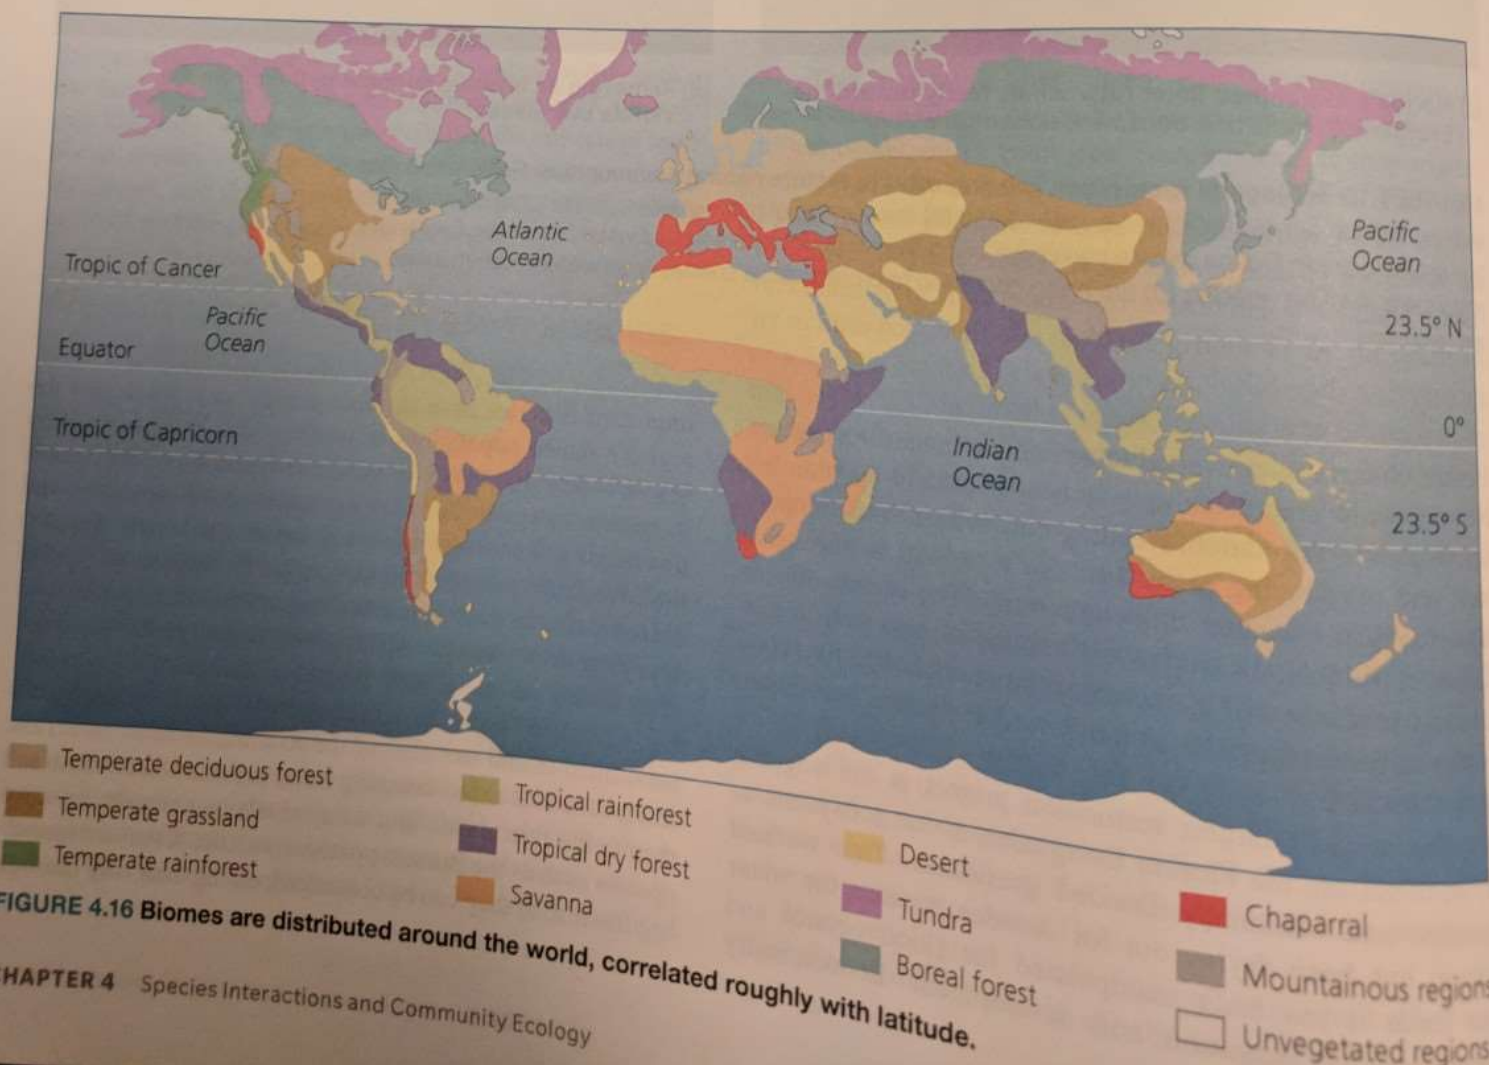 Atlantic
Ocean
Pacific
Ocean
Tropic of Cancer
Pacific
Ocean
23.5° N
Equator
0°
Tropic of Capricorn
Indian
Ocean
23.5° S
Temperate deciduous forest
Temperate grassland
Temperate rainforest
Tropical rainforest
Tropical dry forest
Savanna
Desert
Tundra
Boreal forest
Chaparral
Mountainous regions
Unvegetated regions
FIGURE 4.16 Biomes are distributed around the world, correlated roughly with latitude.
CHAPTER 4 Species Interactions and Community Ecology